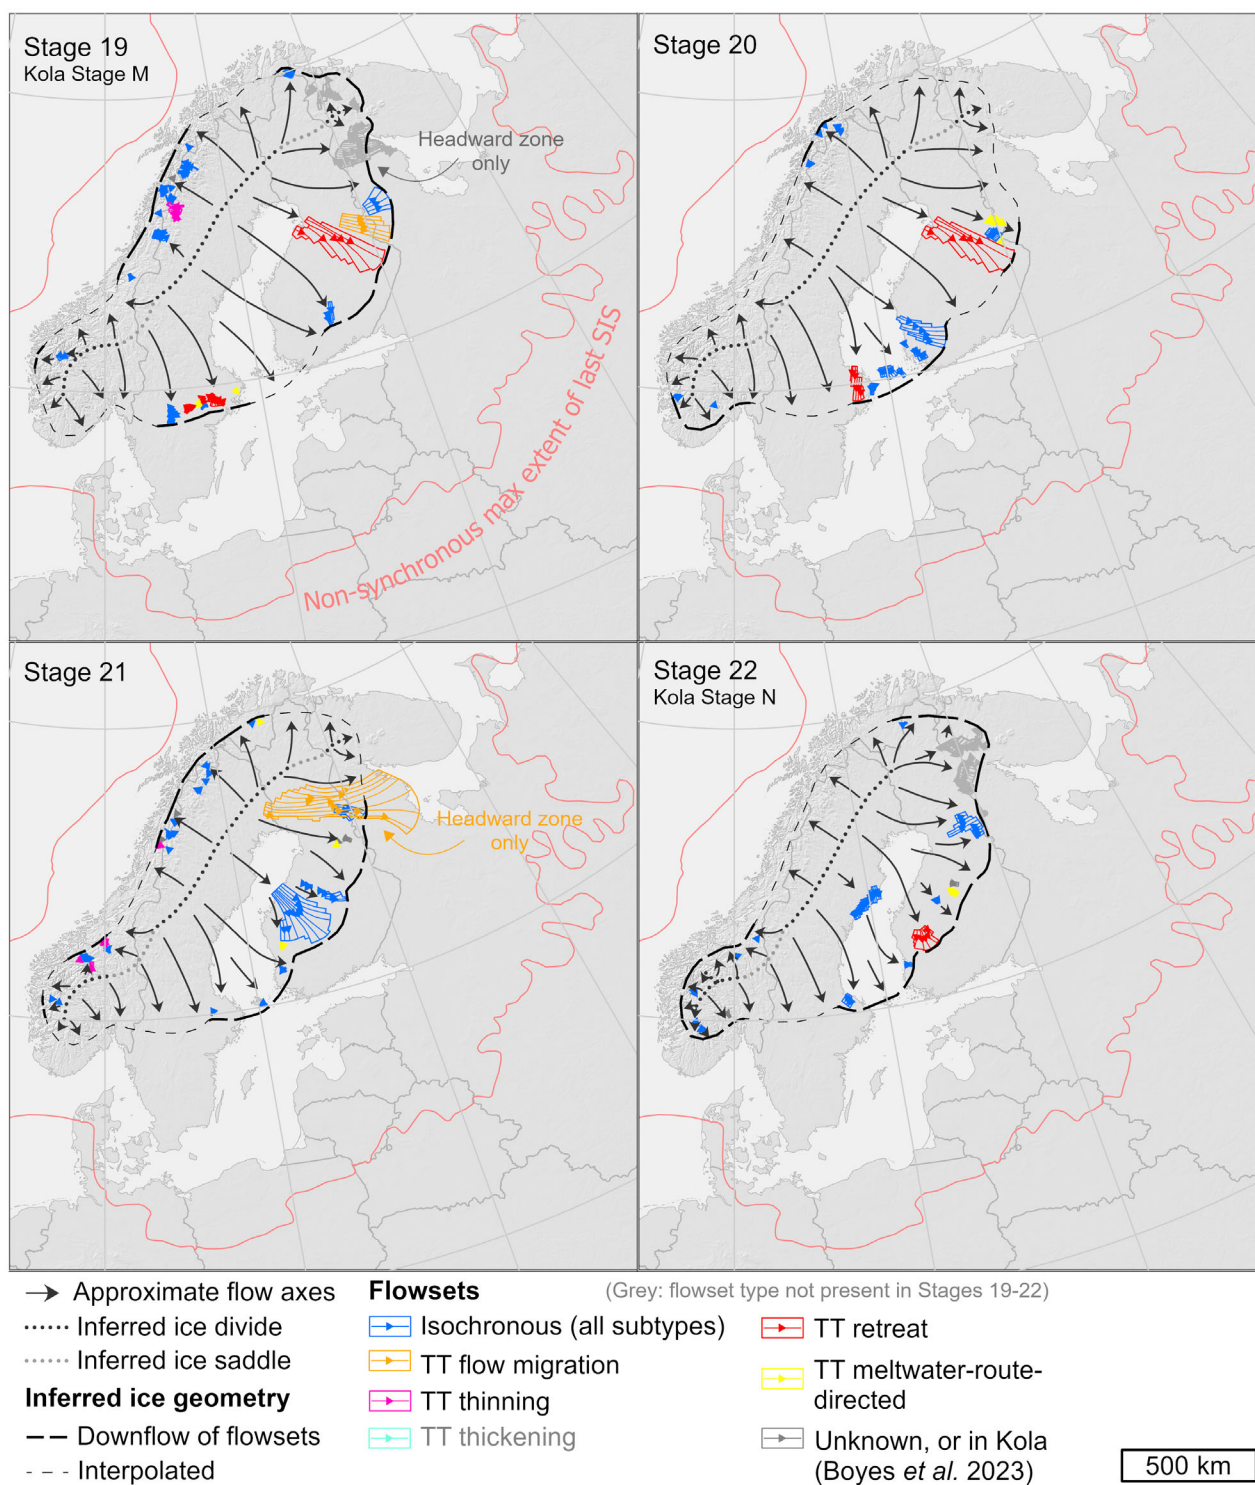 Stage 19
Kola Stage M
Headward zone
only
Non-synchronous max extent of last SIS
Stage 20
Stage 21
Headward zone
only
Stage 22
Kola Stage N
Approximate flow axes
Inferred ice divide
Inferred ice saddle
Inferred ice geometry
Downflow of flowsets
Interpolated
Flowsets
(Grey: flowset type not present in Stages 19-22)
Isochronous (all subtypes)
TT flow migration
TT thinning
TT thickening
TT retreat
TT meltwater-route-
directed
Unknown, or in Kola
(Boyes et al. 2023)
500 km